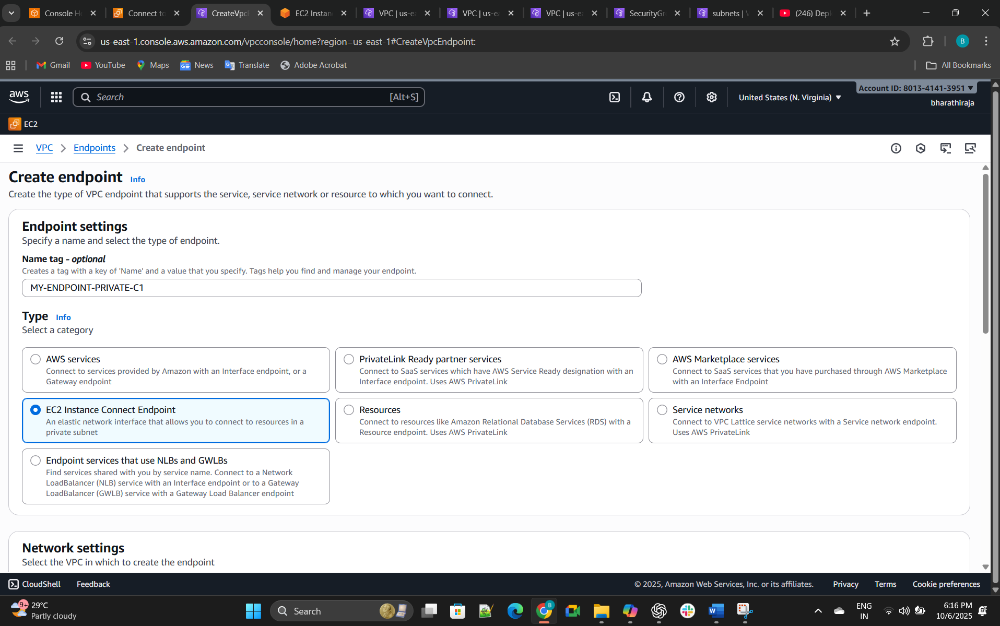 Console H
Connect to
CreateVpcE
EC2 Instan
VPC | us-ea
VPC | us-ea
VPC | us-ea
SecurityGr
subnets | V
(246) Depl
us-east-1.console.aws.amazon.com/vpcconsole/home?region=us-east-1#CreateVpcEndpoint:
B
Gmail
YouTube
Maps
News
Translate
Adobe Acrobat
All Bookmarks
aws
Search
[Alt+S]
United States (N. Virginia)
Account ID: 8013-4141-3951
bharathiraja
EC2
VPC
Endpoints
Create endpoint
Create endpoint Info
Create the type of VPC endpoint that supports the service, service network or resource to which you want to connect.
Endpoint settings
Specify a name and select the type of endpoint.
Name tag - optional
Creates a tag with a key of 'Name' and a value that you specify. Tags help you find and manage your endpoint.
MY-ENDPOINT-PRIVATE-C1
Type Info
Select a category
AWS services
Connect to services provided by Amazon with an Interface endpoint, or a
Gateway endpoint
PrivateLink Ready partner services
Connect to SaaS services which have AWS Service Ready designation with an
Interface endpoint. Uses AWS PrivateLink
AWS Marketplace services
Connect to SaaS services that you have purchased through AWS Marketplace
with an Interface Endpoint
EC2 Instance Connect Endpoint
An elastic network interface that allows you to connect to resources in a
private subnet
Resources
Connect to resources like Amazon Relational Database Services (RDS) with a
Resource endpoint. Uses AWS PrivateLink
Service networks
Connect to VPC Lattice service networks with a Service network endpoint.
Uses AWS PrivateLink
Endpoint services that use NLBs and GWLBs
Find services shared with you by service name. Connect to a Network
LoadBalancer (NLB) service with an Interface endpoint or to a Gateway
LoadBalancer (GWLB) service with a Gateway Load Balancer endpoint
Network settings
Select the VPC in which to create the endpoint
CloudShell
Feedback
© 2025, Amazon Web Services, Inc. or its affiliates.
Privacy
Terms
Cookie preferences
9+
29°C
Partly cloudy
Search
B
ENG
IN
6:16 PM
10/6/2025